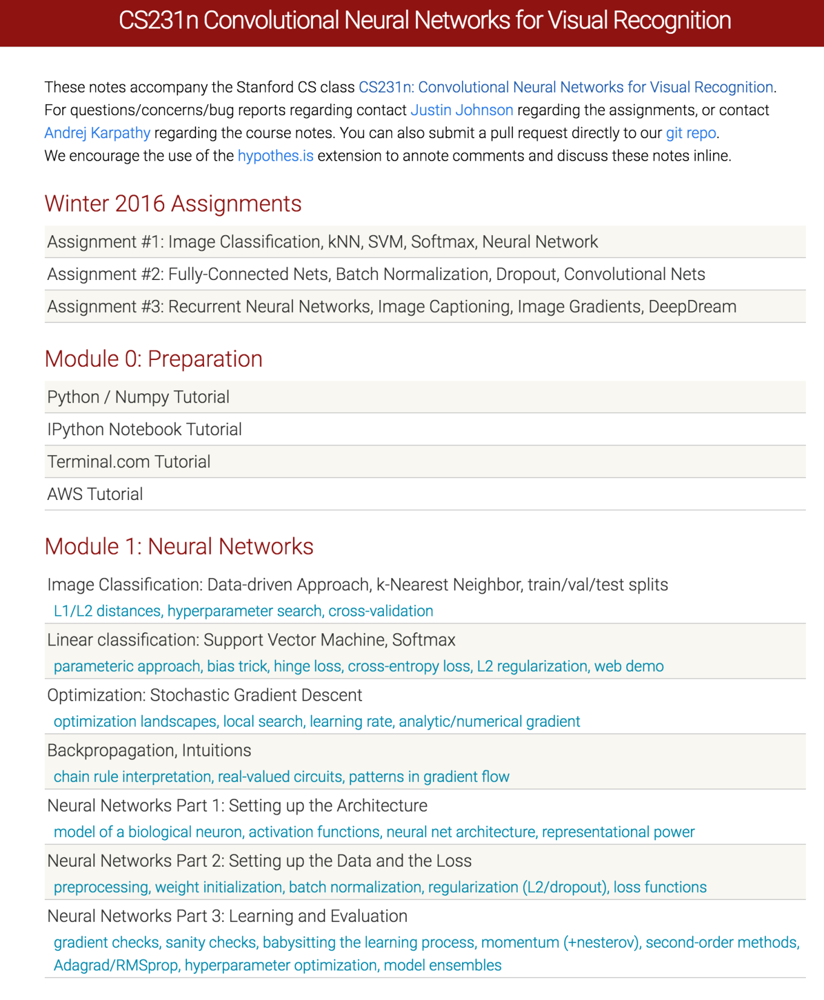 CS231n Convolutional Neural Networks for Visual Recognition
These notes accompany the Stanford CS class CS231n: Convolutional Neural Networks for Visual Recognition.
For questions/concerns/bug reports regarding contact Justin Johnson regarding the assignments, or contact
Andrej Karpathy regarding the course notes. You can also submit a pull request directly to our git repo.
We encourage the use of the hypothes.is extension to annote comments and discuss these notes inline.
Winter 2016 Assignments
Assignment #1: Image Classification, kNN, SVM, Softmax, Neural Network
Assignment #2: Fully-Connected Nets, Batch Normalization, Dropout, Convolutional Nets
Assignment #3: Recurrent Neural Networks, Image Captioning, Image Gradients, DeepDream
Module 0: Preparation
Python / Numpy Tutorial
IPython Notebook Tutorial
Terminal.com Tutorial
AWS Tutorial
Module 1: Neural Networks
Image Classification: Data-driven Approach, k-Nearest Neighbor, train/val/test splits
L1/L2 distances, hyperparameter search, cross-validation
Linear classification: Support Vector Machine, Softmax
parameteric approach, bias trick, hinge loss, cross-entropy loss, L2 regularization, web demo
Optimization: Stochastic Gradient Descent
optimization landscapes, local search, learning rate, analytic/numerical gradient
Backpropagation, Intuitions
chain rule interpretation, real-valued circuits, patterns in gradient flow
Neural Networks Part 1: Setting up the Architecture
model of a biological neuron, activation functions, neural net architecture, representational power
Neural Networks Part 2: Setting up the Data and the Loss
preprocessing, weight initialization, batch normalization, regularization (L2/dropout), loss functions
Neural Networks Part 3: Learning and Evaluation
gradient checks, sanity checks, babysitting the learning process, momentum (+nesterov), second-order methods,
Adagrad/RMSprop, hyperparameter optimization, model ensembles